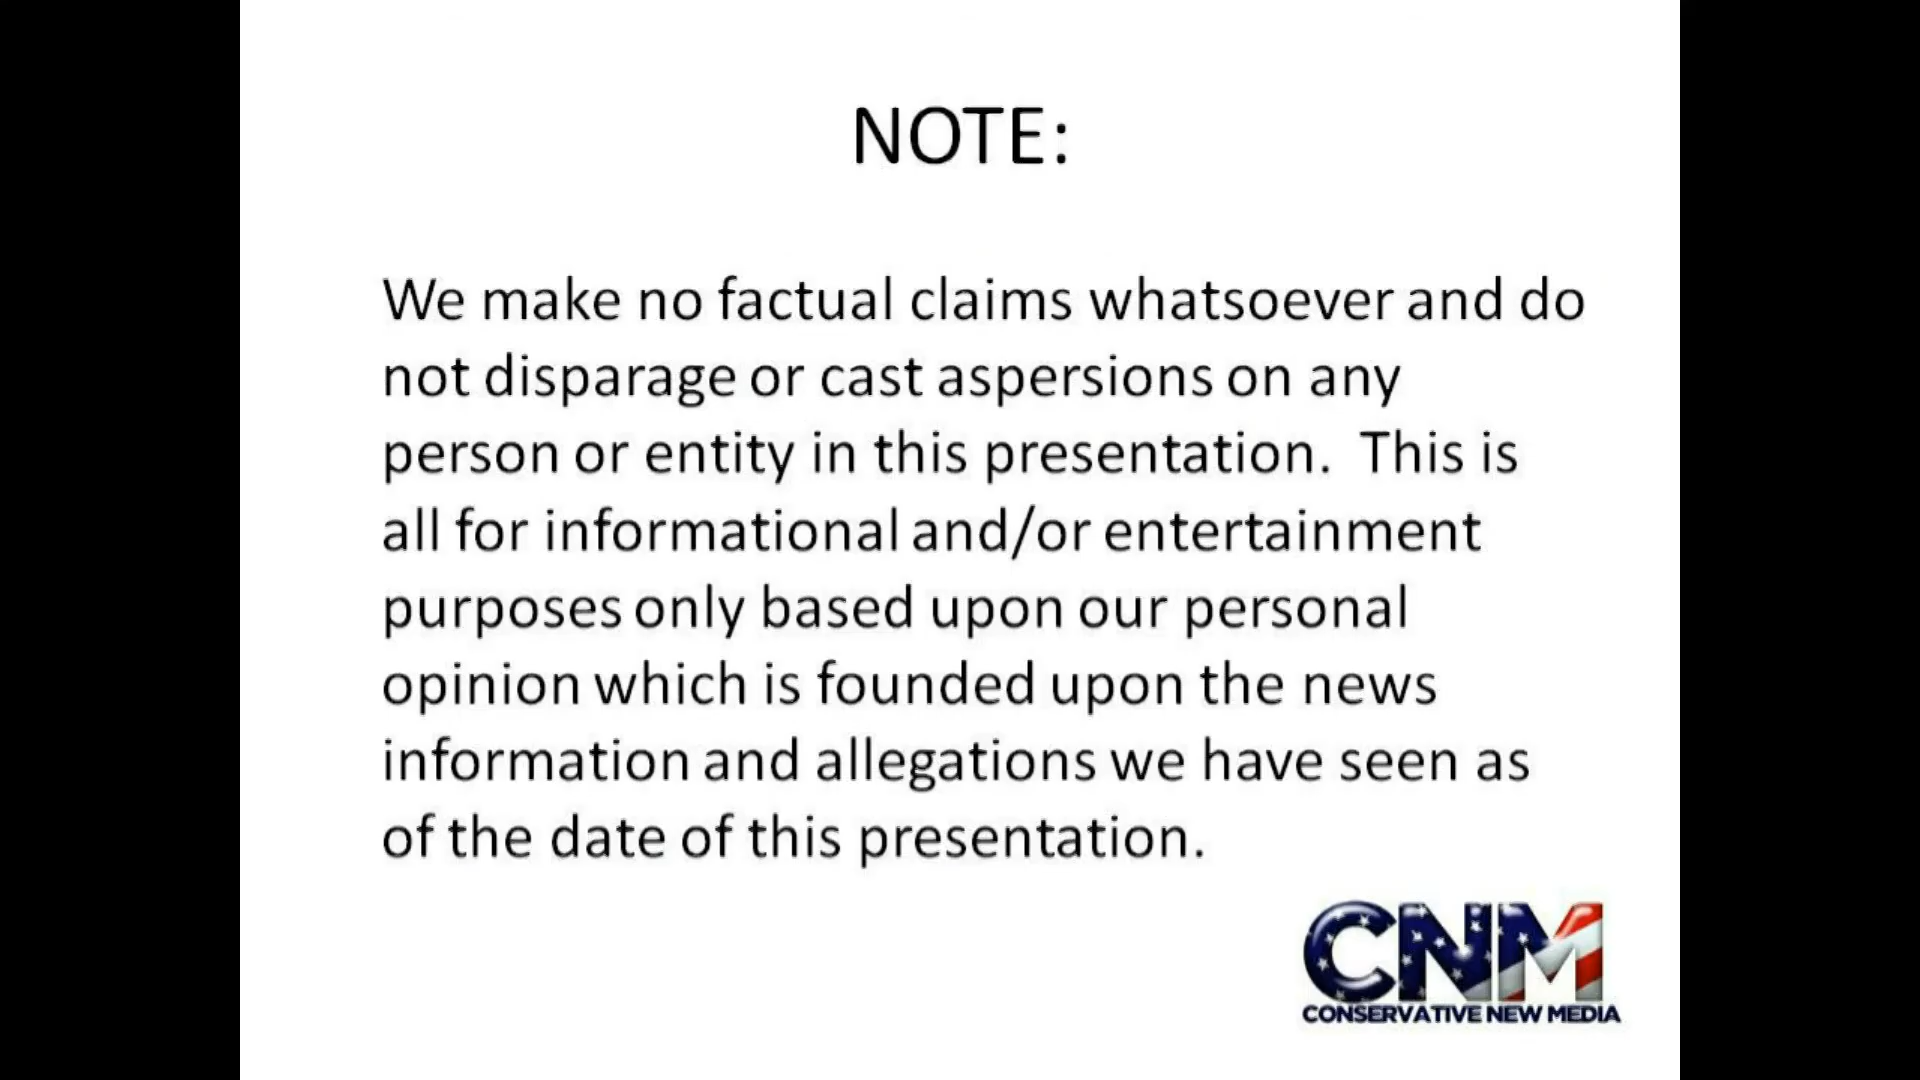 NOTE:
We make no factual claims whatsoever and do
not disparage or cast aspersions on any
person or entity in this presentation.  This is
all for informational and/or entertainment
purposes only based upon our personal
opinion which is founded upon the news
information and allegations we have seen as
of the date of this presentation.
CNM
CONSERVATIVE NEW MEDIA